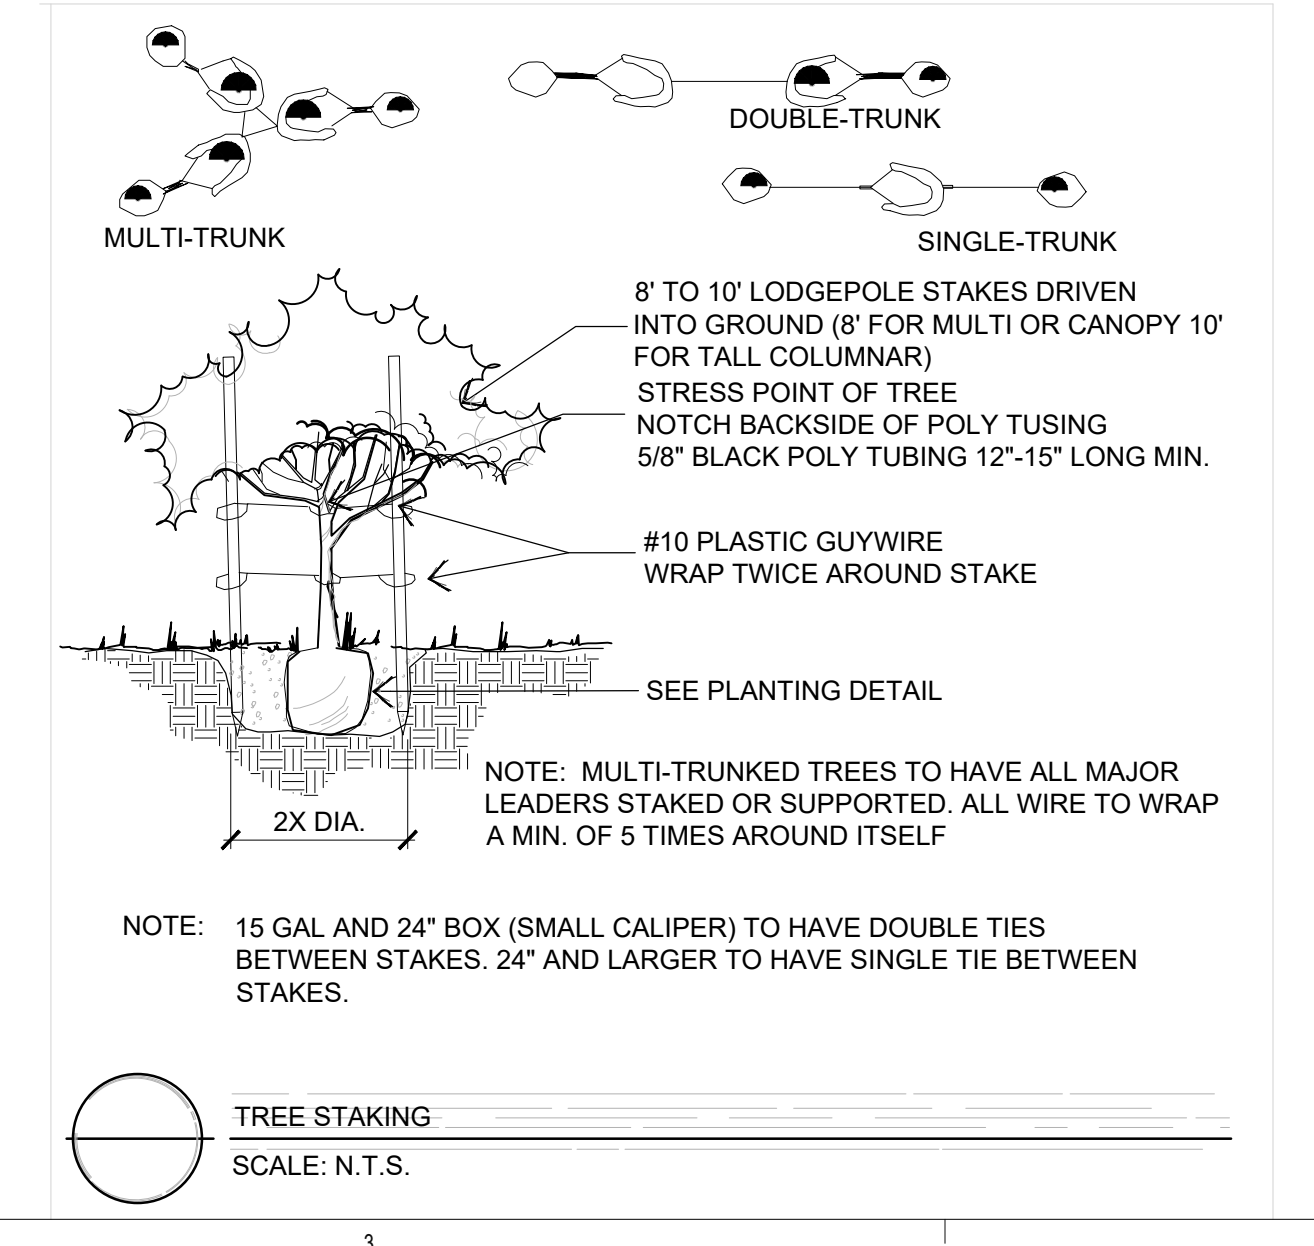 DOUBLE-TRUNK
MULTI-TRUNK
SINGLE-TRUNK
8' TO 10' LODGEPOLE STAKES DRIVEN
INTO GROUND (8' FOR MULTI OR CANOPY 10'
FOR TALL COLUMNAR)
STRESS POINT OF TREE
NOTCH BACKSIDE OF POLY TUSING
5/8" BLACK POLY TUBING 12"-15" LONG MIN.
#10 PLASTIC GUYWIRE
WRAP TWICE AROUND STAKE
SEE PLANTING DETAIL
NOTE: MULTI-TRUNKED TREES TO HAVE ALL MAJOR
LEADERS STAKED OR SUPPORTED. ALL WIRE TO WRAP
A MIN. OF 5 TIMES AROUND ITSELF
2X DIA.
NOTE: 15 GAL AND 24" BOX (SMALL CALIPER) TO HAVE DOUBLE TIES
BETWEEN STAKES. 24" AND LARGER TO HAVE SINGLE TIE BETWEEN
STAKES.
TREE STAKING
SCALE: N.T.S.
3